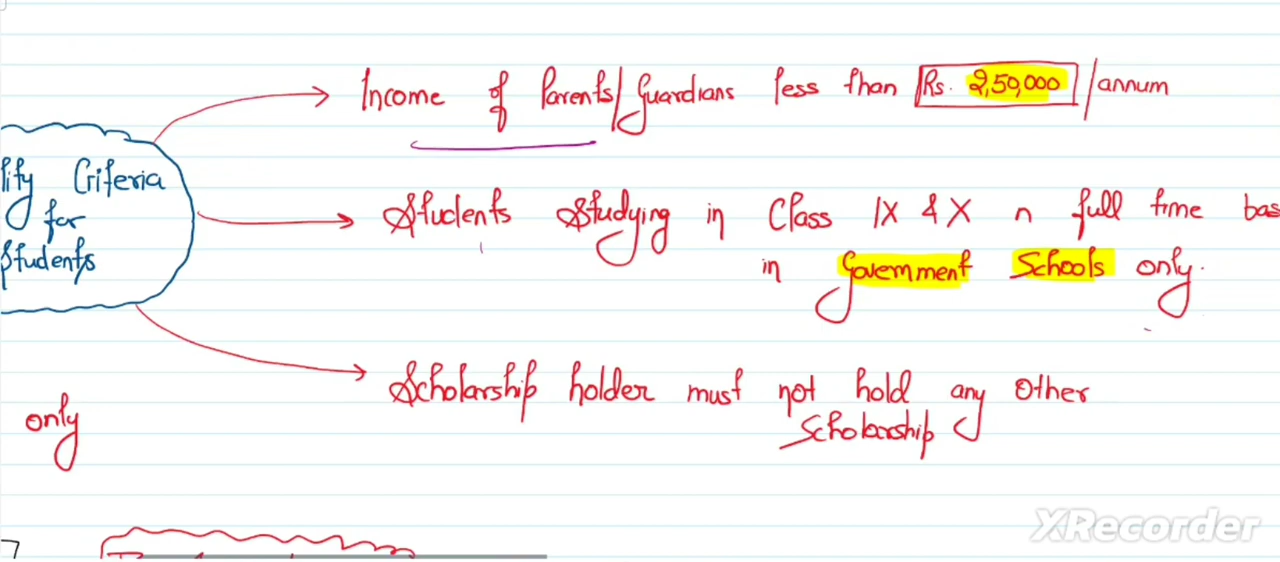 Income of Parents/Guardians less than Rs. 2,50,000 /annum
lify Criteria
for
Students
Students Studying in Class IX & X n full time bas
in Government Schools only.
Scholarship holder must not hold any other
Scholarship
only
XRecorder